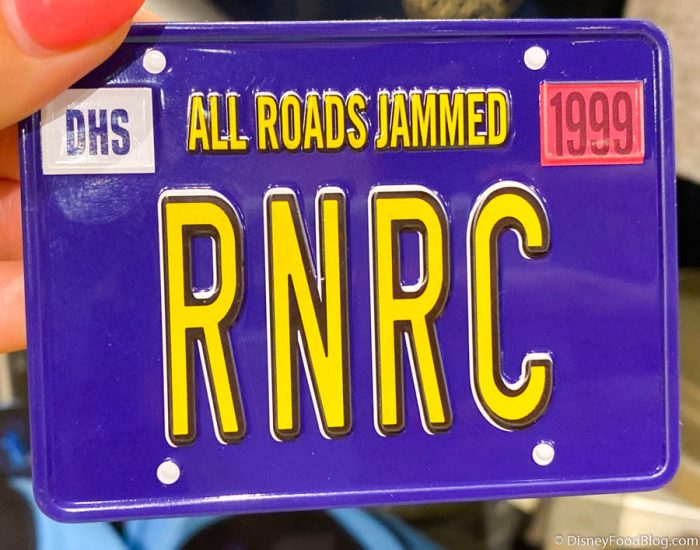 DHS
ALL ROADS JAMMED
1999
RNRC
© DisneyFoodBlog.com